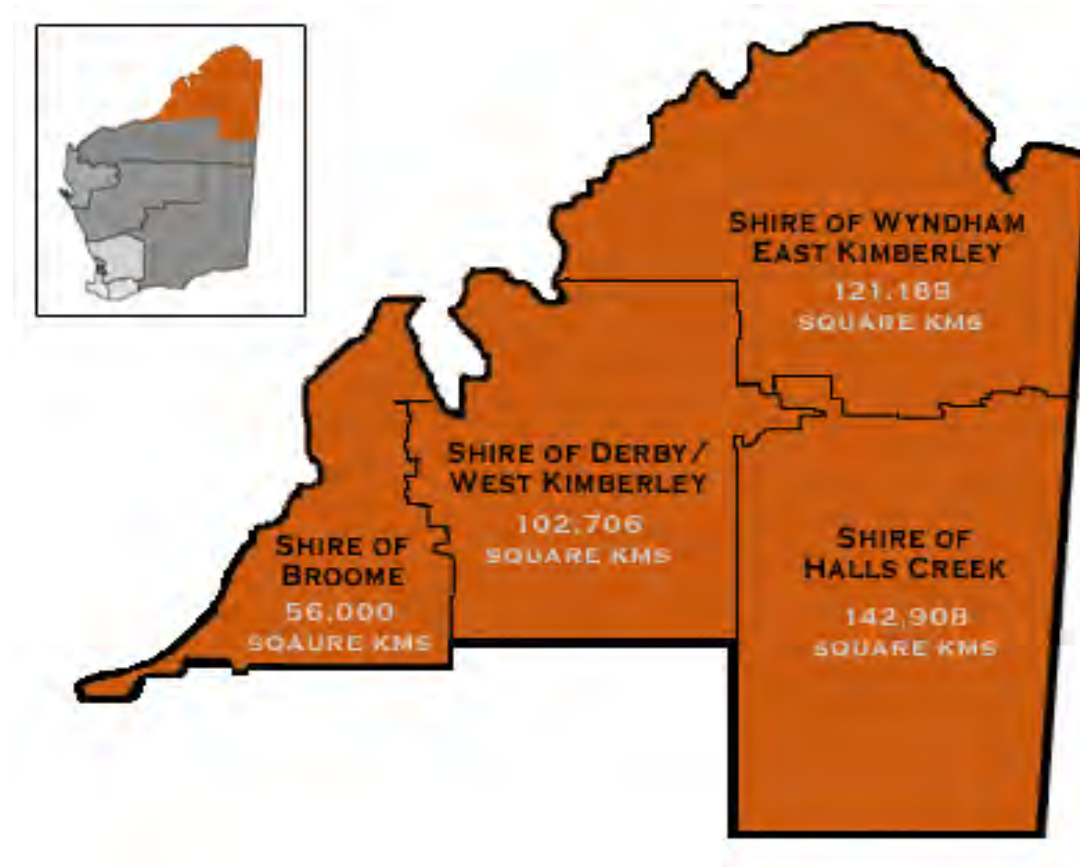 SHIRE OF WYNDHAM
EAST KIMBERLEY
121.189
SQUARE KMS
SHIRE OF DERBY/
WEST KIMBERLEY
102,706
SQUARE KMS
SHIRE OF
BROOME
56,000
SQAURE KMS
SHIRE OF
HALLS CREEK
142,908
SQUARE KMS